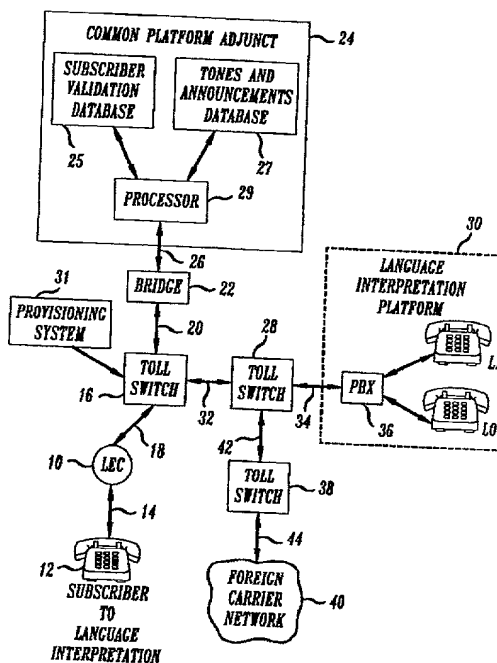 COMMON PLATFORM ADJUNCT
24
SUBSCRIBER
VALIDATION
DATABASE
TONES AND
ANNOUNCEMENTS
DATABASE
25
27
PROCESSOR
29
26
30
31
BRIDGE
22
LANGUAGE
INTERPRETATION
PLATFORM
PROVISIONING
SYSTEM
20
28
TOLL
SWITCH
16
TOLL
SWITCH
32
34
PBX
36
LO
18
42
10
LEC
TOLL
SWITCH
38
14
44
12
SUBSCRIBER
TO
LANGUAGE
INTERPRETATION
FOREIGN
CARRIER
NETWORK
40